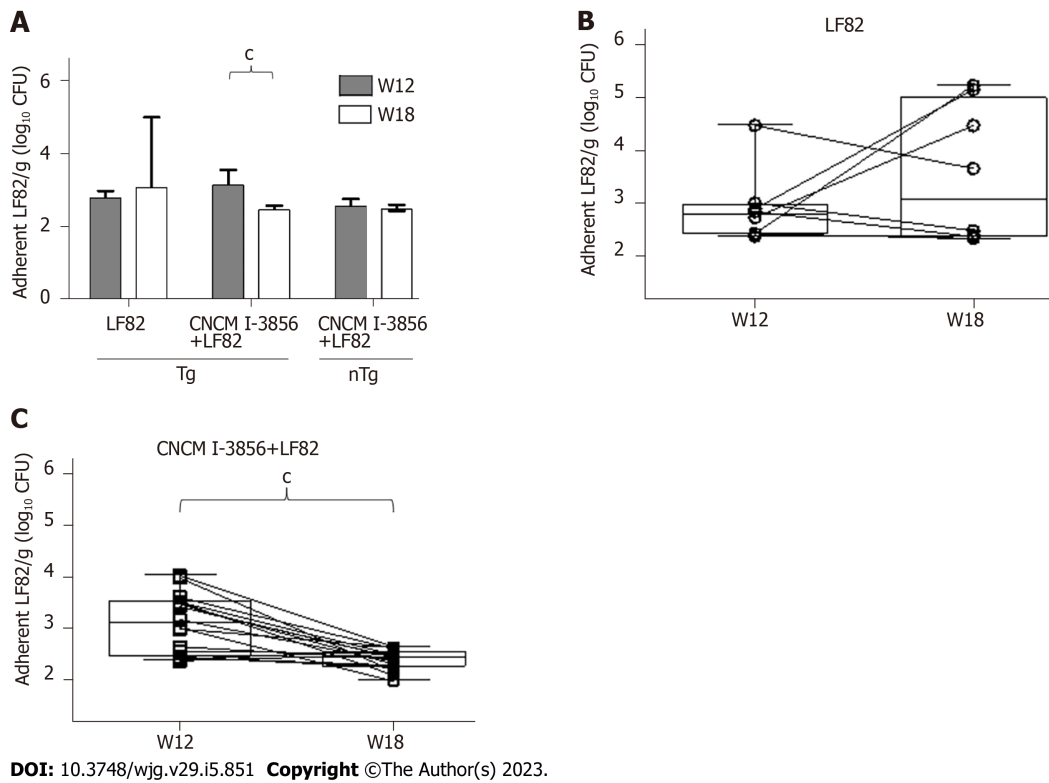 A
Adherent LF82/g (log10 CFU)
6
4
2
0
c
W12
W18
LF82
CNCM I-3856
+LF82
CNCM I-3856
+LF82
Tg
nTg
B
LF82
Adherent LF82/g (log10 CFU)
6
5
4
3
2
W12
W18
C
CNCM I-3856+LF82
c
Adherent LF82/g (log10 CFU)
6
5
4
3
2
W12
W18
DOI: 10.3748/wjg.v29.i5.851 Copyright ©The Author(s) 2023.